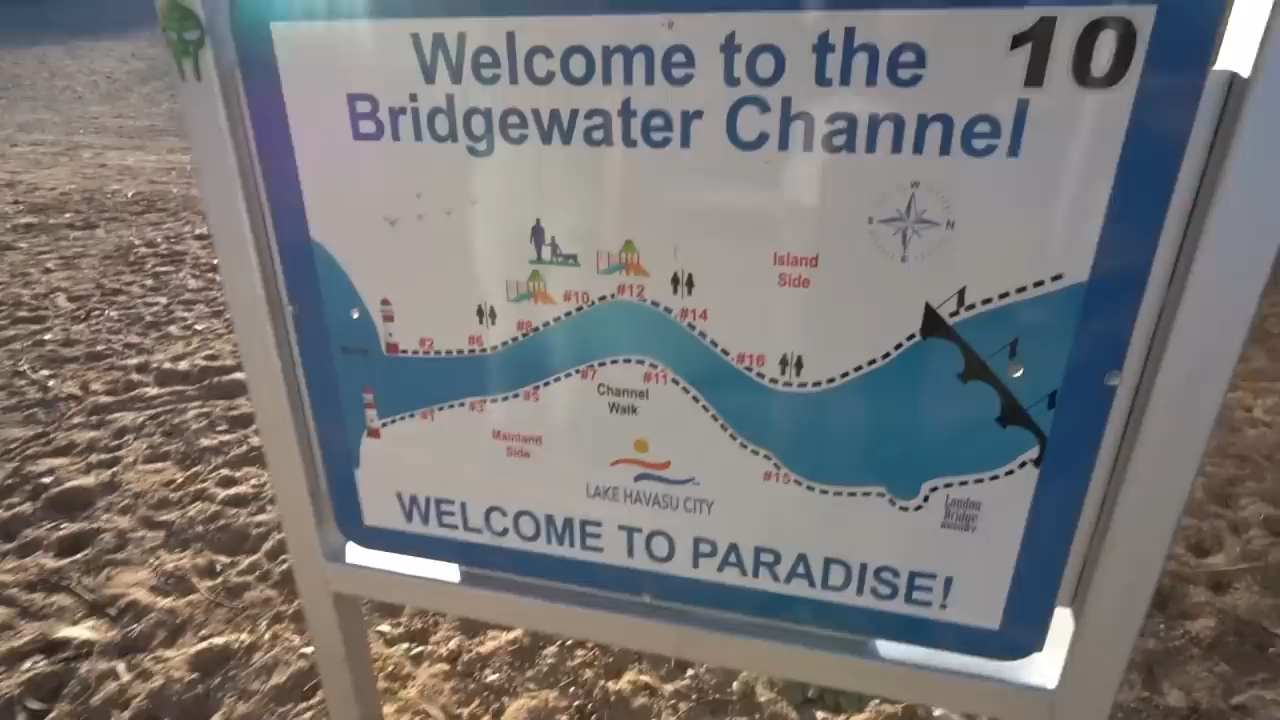 Welcome to the
10
Bridgewater Channel
W
N
Island
Side
#10
#12
#8
#14
#2
#6
#16
#7
#11
#5
#3
#1
Channel
Walk
Mainland
Side
#15
LAKE HAVASU CITY
London
Bridge
RESORT
WELCOME TO PARADISE!